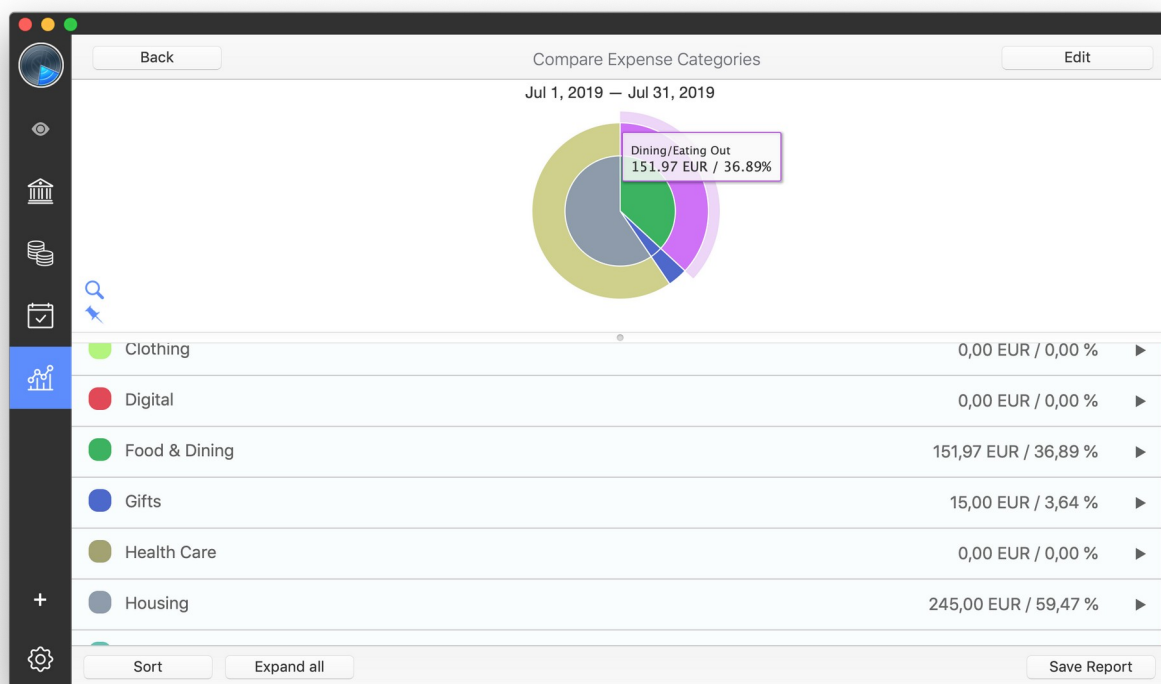 Back
Compare Expense Categories
Edit
Jul 1, 2019 — Jul 31, 2019
Dining/Eating Out
151.97 EUR / 36.89%
Clothing 0,00 EUR / 0,00 %
Digital 0,00 EUR / 0,00 %
Food & Dining 151,97 EUR / 36,89 %
Gifts 15,00 EUR / 3,64 %
Health Care 0,00 EUR / 0,00 %
Housing 245,00 EUR / 59,47 %
Sort
Expand all
Save Report